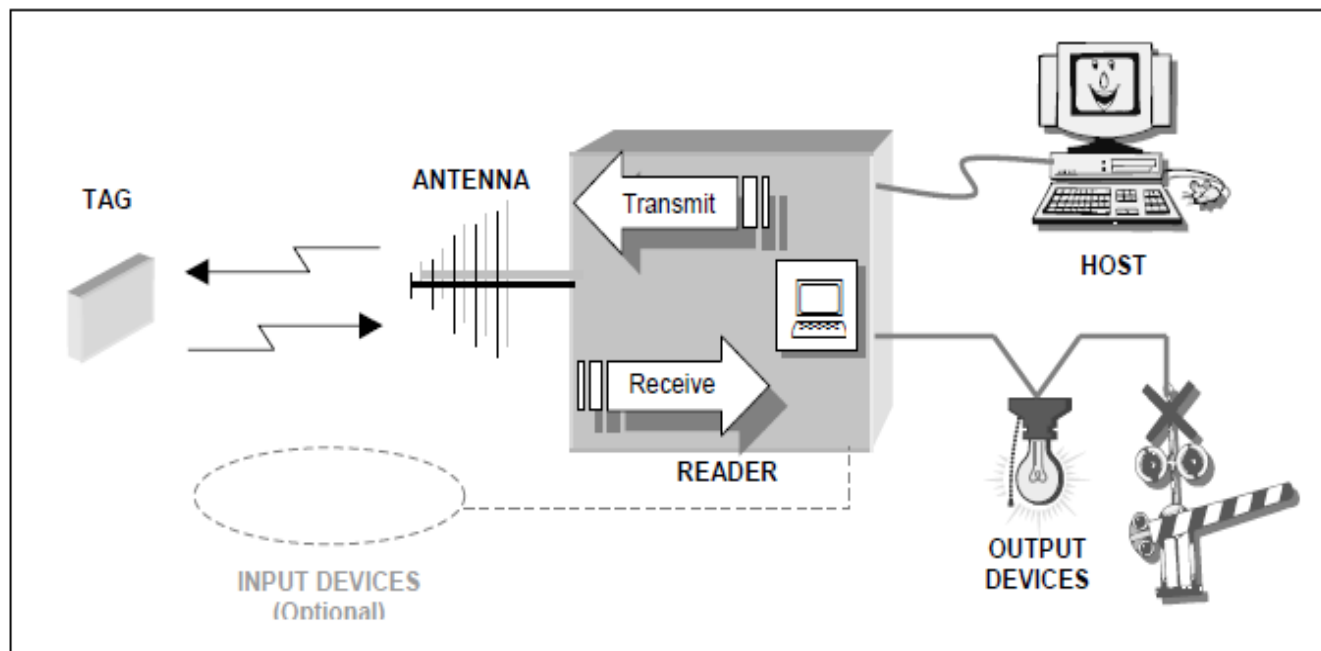 TAG
ANTENNA
Transmit
Receive
READER
HOST
OUTPUT
DEVICES
INPUT DEVICES
(Optional)